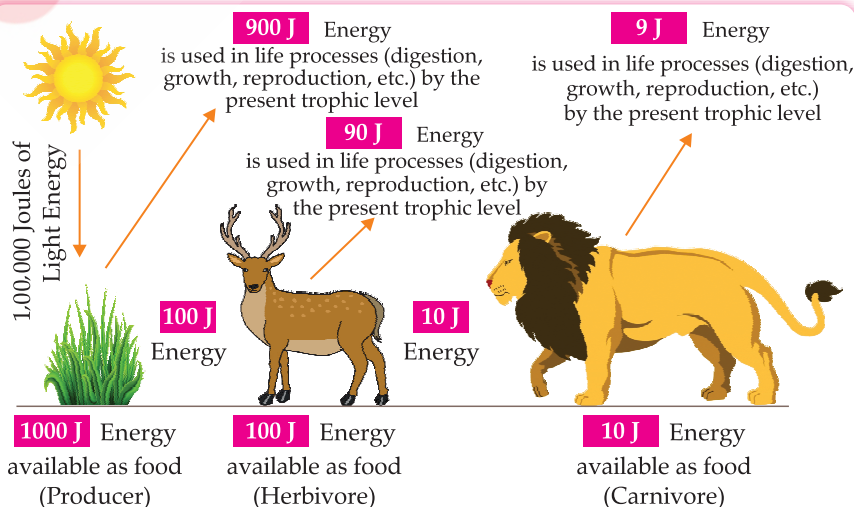 900 J Energy
is used in life processes (digestion,
growth, reproduction, etc.) by the
present trophic level
9 J Energy
is used in life processes (digestion,
growth, reproduction, etc.)
by the present trophic level
90 J Energy
is used in life processes (digestion,
growth, reproduction, etc.) by
the present trophic level
1,00,000 Joules of
Light Energy
100 J
Energy
10 J
Energy
1000 J Energy
available as food
(Producer)
100 J Energy
available as food
(Herbivore)
10 J Energy
available as food
(Carnivore)